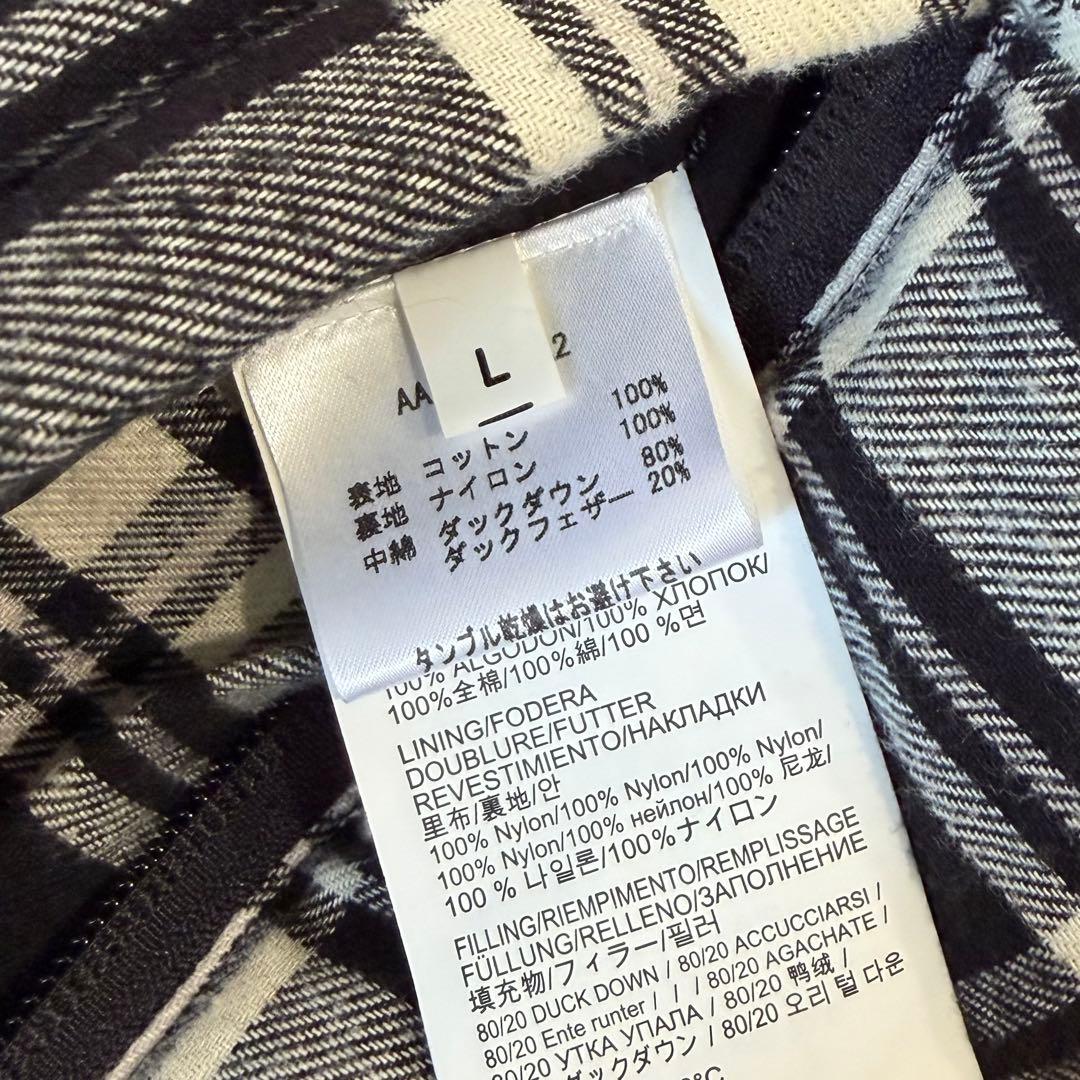 L
AA 2
表地 コットン 100%
裏地 ナイロン 100%
中綿 ダックダウン 80%
ダックフェザー 20%
タンブル乾燥はお避け下さい
100% ALGODON/100% ХЛОПОК/
100%全棉/100%綿/100 %면
LINING/FODERA
DOUBLURE/FUTTER
REVESTIMIENTO/НАКЛАДКИ
里布/裏地/안
100% Nylon/100% Nylon/100% Nylon/
100% Nylon/100% нейлон/100% 尼龙/
100 % 나일론/100%ナイロン
FILLING/RIEMPIMENTO/REMPLISSAGE
FÜLLUNG/RELLENO/ЗАПОЛНЕНИЕ
填充物/フィラー/필러
80/20 DUCK DOWN / 80/20 ACCUCCIARSI /
80/20 Ente runter / / / 80/20 AGACHATE /
80/20 УТКА УПАЛА / 80/20 鸭绒 /
ダックダウン / 80/20 오리 털 다운
°C